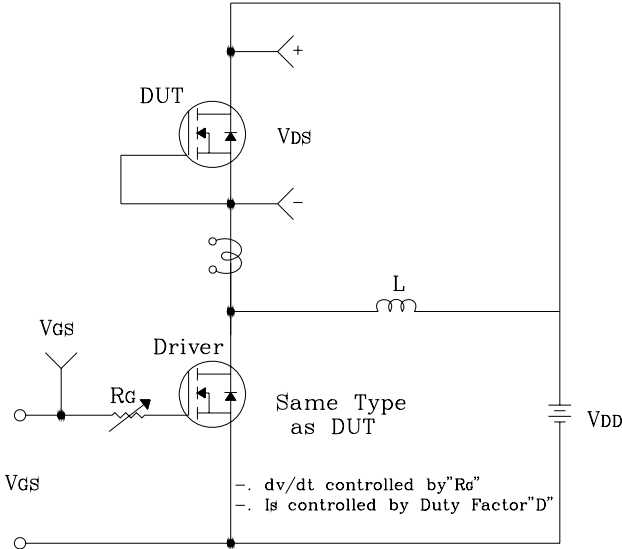 +
DUT
VDS
−
L
VGS
Driver
RG
Same Type
as DUT
VDD
VGS
−. dv/dt controlled by"RG"
−. Is controlled by Duty Factor"D"